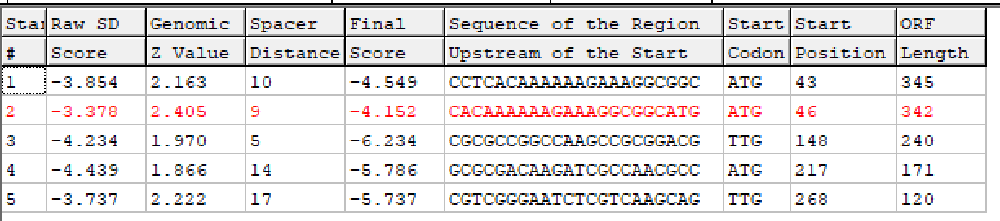 Star Raw SD Genomic Spacer Final Sequence of the Region Start Start ORF
# Score Z Value Distance Score Upstream of the Start Codon Position Length
1 -3.854 2.163 10 -4.549 CCTCACAAAAAAGAAAGGCGGC ATG 43 345
2 -3.378 2.405 9 -4.152 CACAAAAAAGAAAGGCGGCATG ATG 46 342
3 -4.234 1.970 5 -6.234 CGCGCCGGCCAAGCCGCGGACG TTG 148 240
4 -4.439 1.866 14 -5.786 GCGCGACAAGATCGCCAACGCC ATG 217 171
5 -3.737 2.222 17 -5.737 CGTCGGGAATCTCGTCAAGCAG TTG 268 120